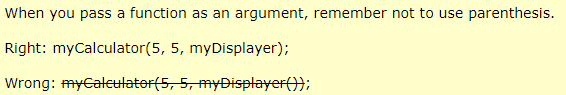 When you pass a function as an argument, remember not to use parenthesis.
Right: myCalculator(5, 5, myDisplayer);
Wrong: myCalculator(5, 5, myDisplayer());